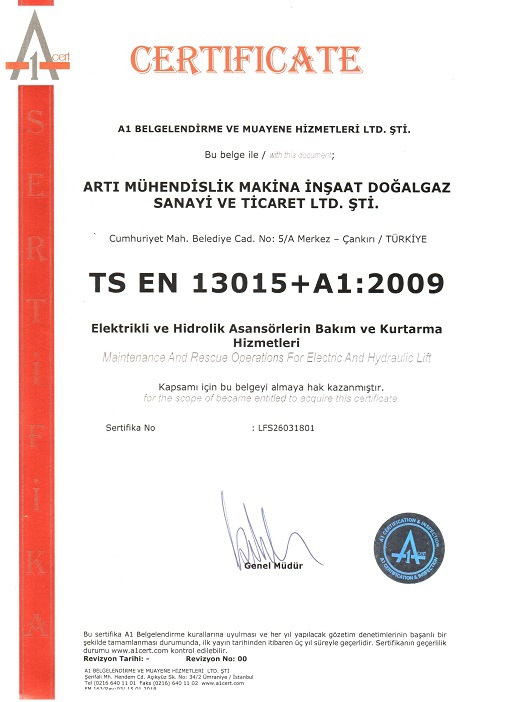 A1cert
CERTIFICATE
SERTİFİKA
A1 BELGELENDİRME VE MUAYENE HİZMETLERİ LTD. ŞTİ.
Bu belge ile / with this document;
ARTI MÜHENDİSLİK MAKİNA İNŞAAT DOĞALGAZ
SANAYİ VE TİCARET LTD. ŞTİ.
Cumhuriyet Mah. Belediye Cad. No: 5/A Merkez – Çankırı / TÜRKİYE
TS EN 13015+A1:2009
Elektrikli ve Hidrolik Asansörlerin Bakım ve Kurtarma
Hizmetleri
Maintenance And Rescue Operations For Electric And Hydraulic Lift
Kapsamı için bu belgeyi almaya hak kazanmıştır.
for the scope of became entitled to acquire this certificate
Sertifika No : LFS26031801
Genel Müdür
A1 CERTIFICATION & INSPECTION
A1cert
A1 CERTIFICATION & INSPECTION
Bu sertifika A1 Belgelendirme kurallarına uyulması ve her yıl yapılacak gözetim denetimlerinin başarılı bir
şekilde tamamlanması durumunda, ilk yayın tarihinden itibaren üç yıl süreyle geçerlidir. Sertifikanın geçerlilik
durumu www.a1cert.com kontrol edilebilir.
Revizyon Tarihi: - Revizyon No: 00
A1 BELGELENDİRME VE MUAYENE HİZMETLERİ LTD. ŞTİ
Şerifali Mh. Hendem Cd. Açıkyüz Sk. No: 34/2 Ümraniye / İstanbul
Tel (0216 640 11 01 Faks (0216) 640 11 02 www.a1cert.com